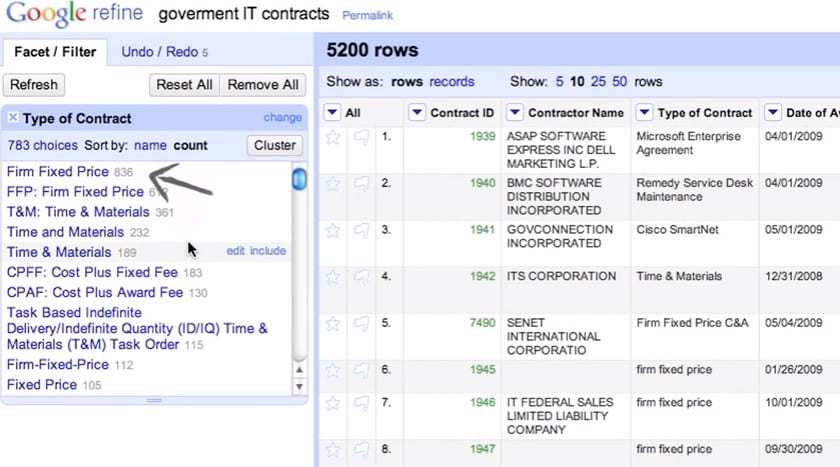 Google refine goverment IT contracts Permalink
Facet / Filter Undo / Redo 5
Refresh Reset All Remove All
Type of Contract change
783 choices Sort by: name count Cluster
Firm Fixed Price 836
FFP: Firm Fixed Price
T&M: Time & Materials 361
Time and Materials 232
Time & Materials 189 edit include
CPFF: Cost Plus Fixed Fee 183
CPAF: Cost Plus Award Fee 130
Task Based Indefinite
Delivery/Indefinite Quantity (ID/IQ) Time &
Materials (T&M) Task Order 115
Firm-Fixed-Price 112
Fixed Price 105
5200 rows
Show as: rows records Show: 5 10 25 50 rows
All Contract ID Contractor Name Type of Contract Date of A
1. 1939 ASAP SOFTWARE Microsoft Enterprise 04/01/2009
EXPRESS INC DELL Agreement
MARKETING L.P.
2. 1940 BMC SOFTWARE Remedy Service Desk 04/01/2009
DISTRIBUTION Maintenance
INCORPORATED
3. 1941 GOVCONNECTION Cisco SmartNet 05/01/2009
INCORPORATED
4. 1942 ITS CORPORATION Time & Materials 12/31/2008
5. 7490 SENET Firm Fixed Price C&A 05/04/2009
INTERNATIONAL
CORPORATIO
6. 1945 firm fixed price 01/26/2009
7. 1946 IT FEDERAL SALES firm fixed price 10/01/2009
LIMITED LIABILITY
COMPANY
8. 1947 firm fixed price 09/30/2009